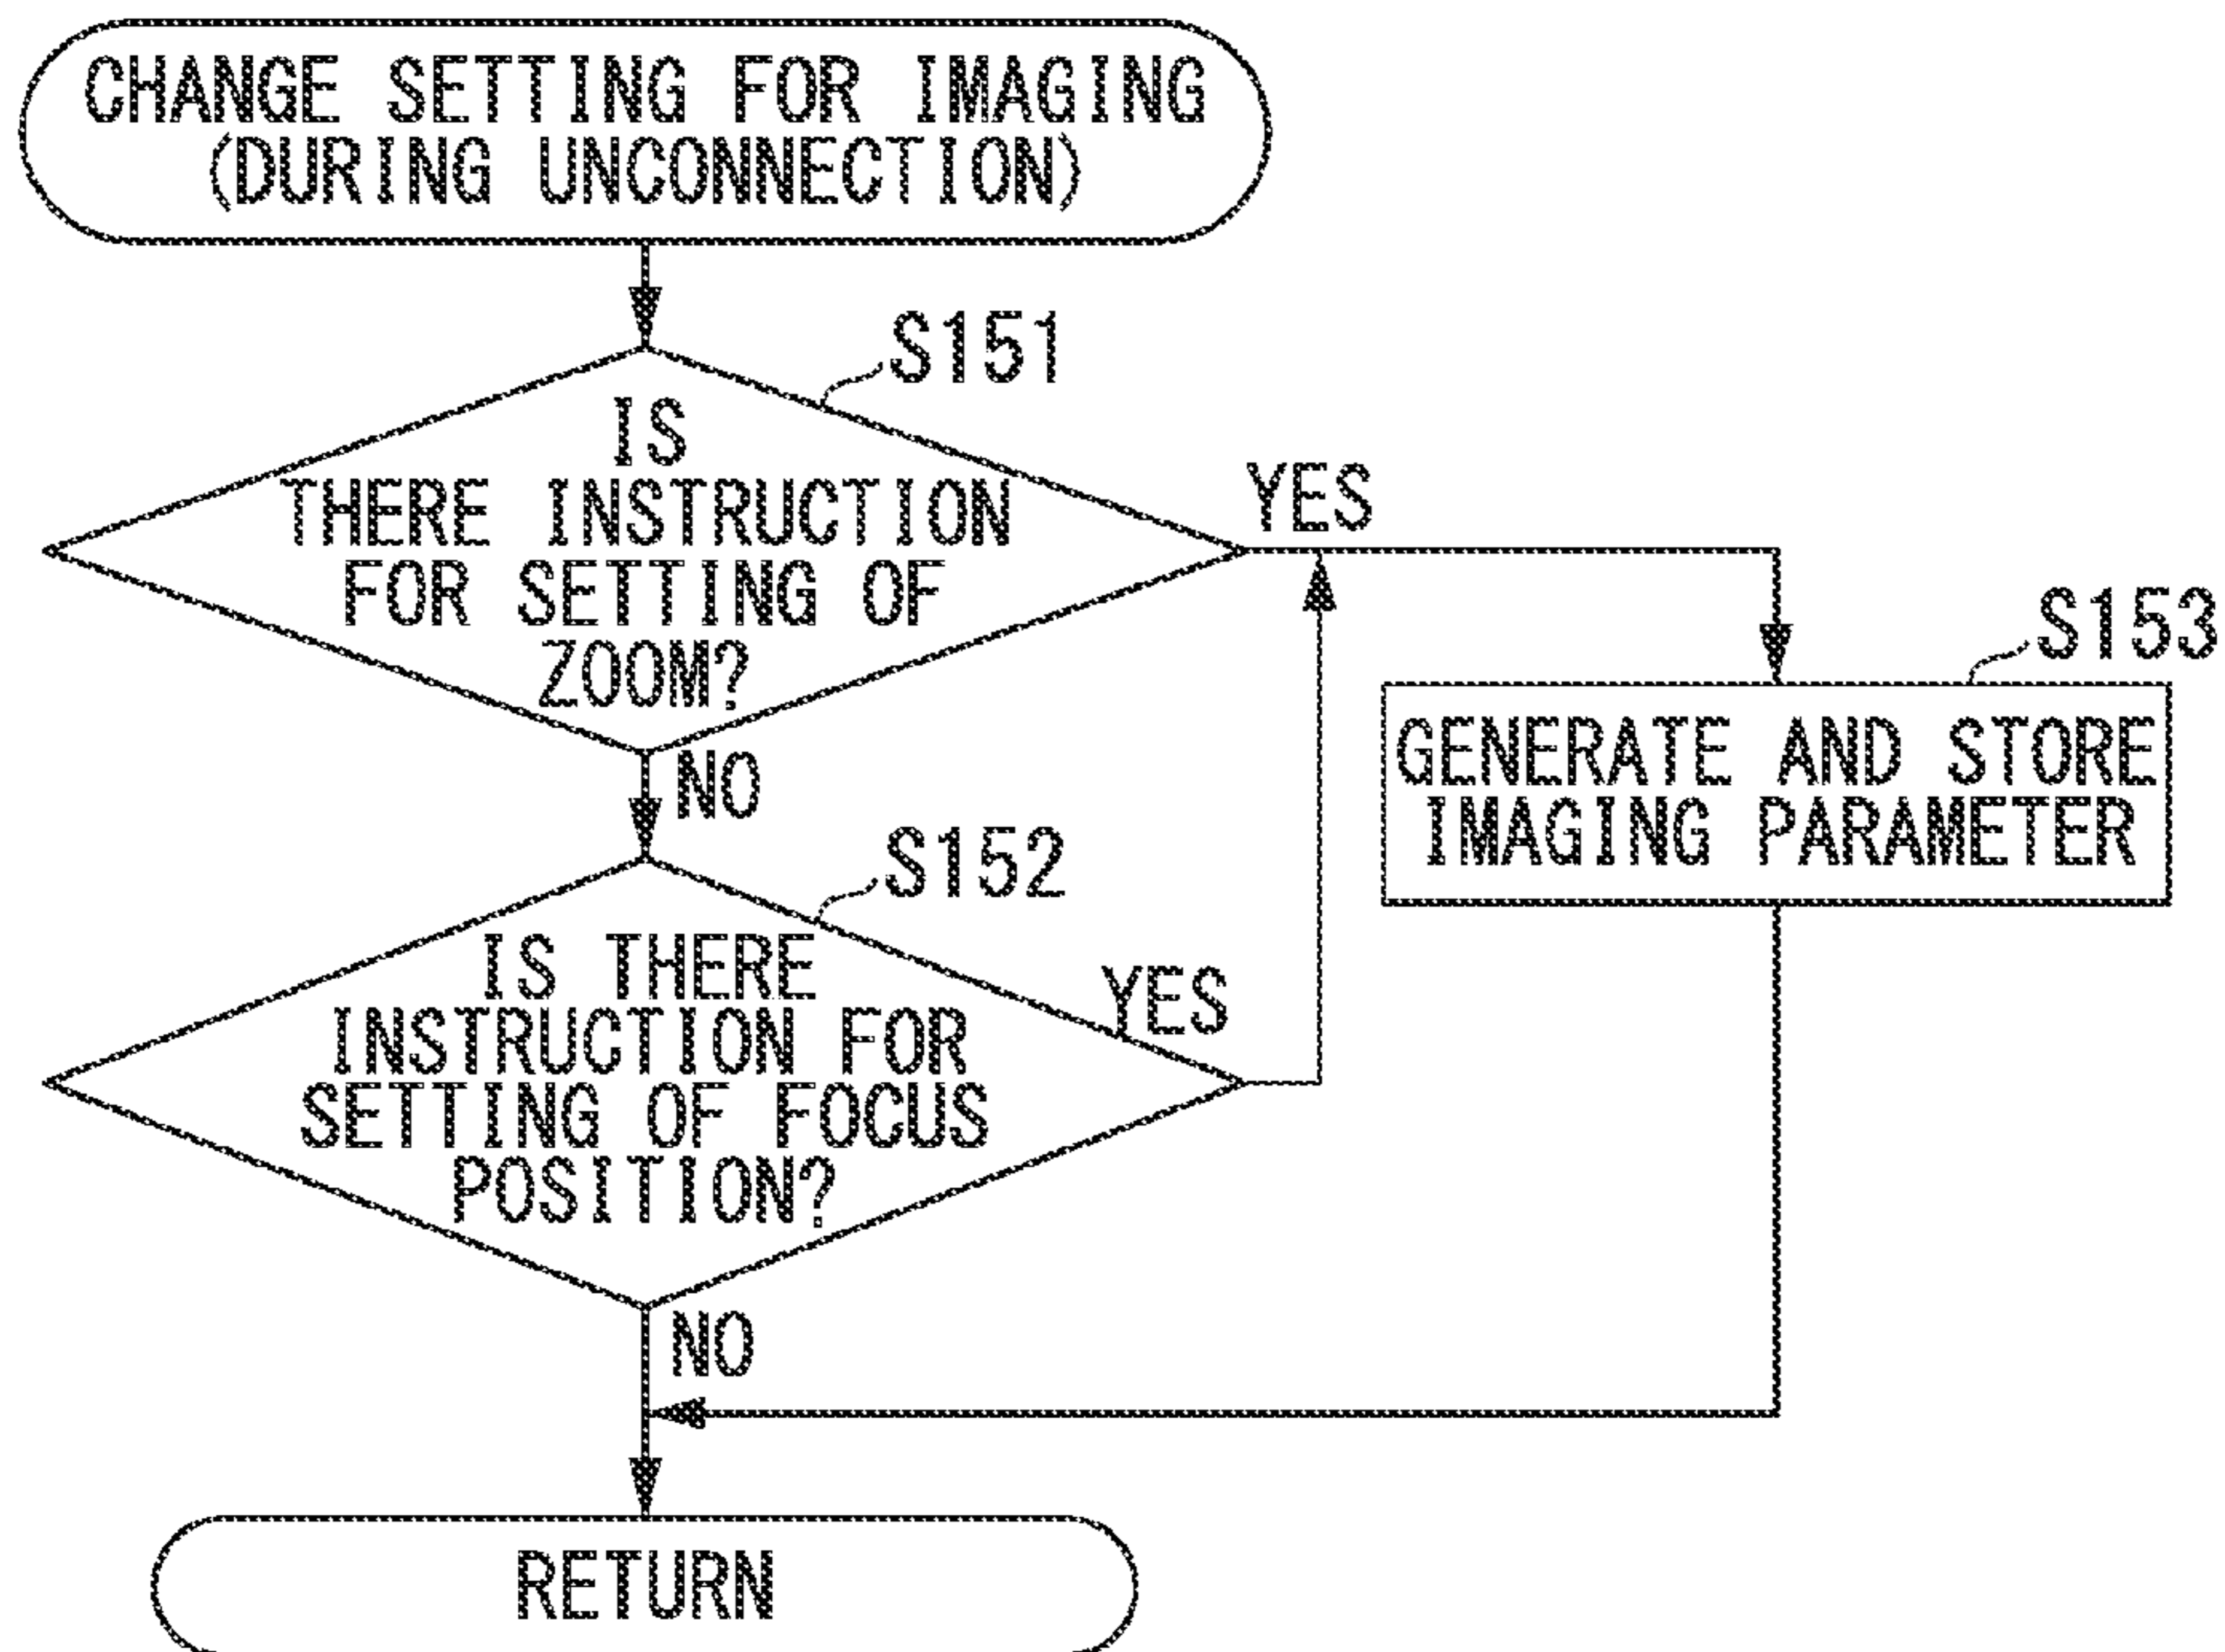 CHANGE SETTING FOR IMAGING
(DURING UNCONNECTION)
S151
IS
THERE INSTRUCTION
FOR SETTING OF
ZOOM?
YES
NO
S153
GENERATE AND STORE
IMAGING PARAMETER
S152
IS THERE
INSTRUCTION FOR
SETTING OF FOCUS
POSITION?
YES
NO
RETURN